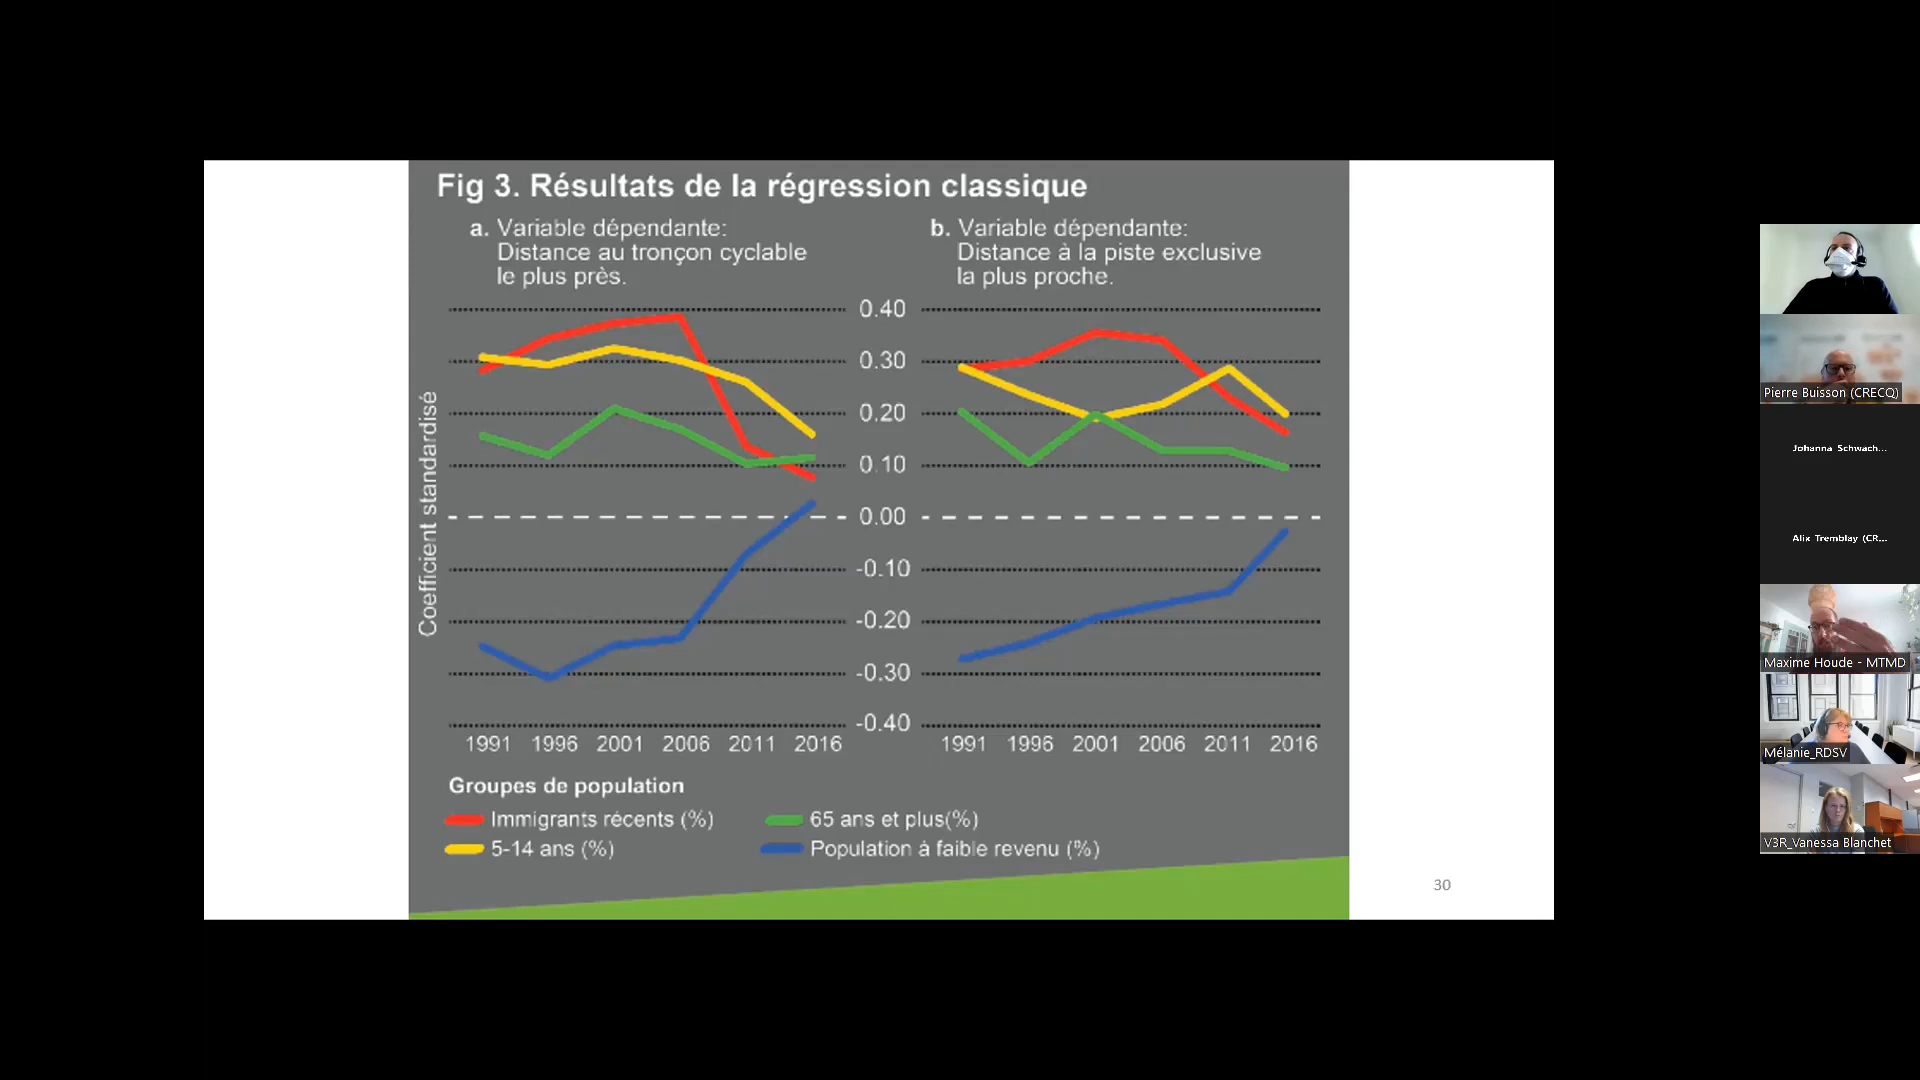 Fig 3. Résultats de la régression classique
a. Variable dépendante:
Distance au tronçon cyclable
le plus près.
b. Variable dépendante:
Distance à la piste exclusive
la plus proche.
Coefficient standardisé
0.40
0.30
0.20
0.10
0.00
-0.10
-0.20
-0.30
-0.40
1991 1996 2001 2006 2011 2016
1991 1996 2001 2006 2011 2016
Groupes de population
Immigrants récents (%)
65 ans et plus(%)
5-14 ans (%)
Population à faible revenu (%)
30
Pierre Buisson (CRECQ)
Johanna Schwach...
Alix Tremblay (CR...
Maxime Houde - MTMD
Mélanie_RDSV
V3R_Vanessa Blanchet